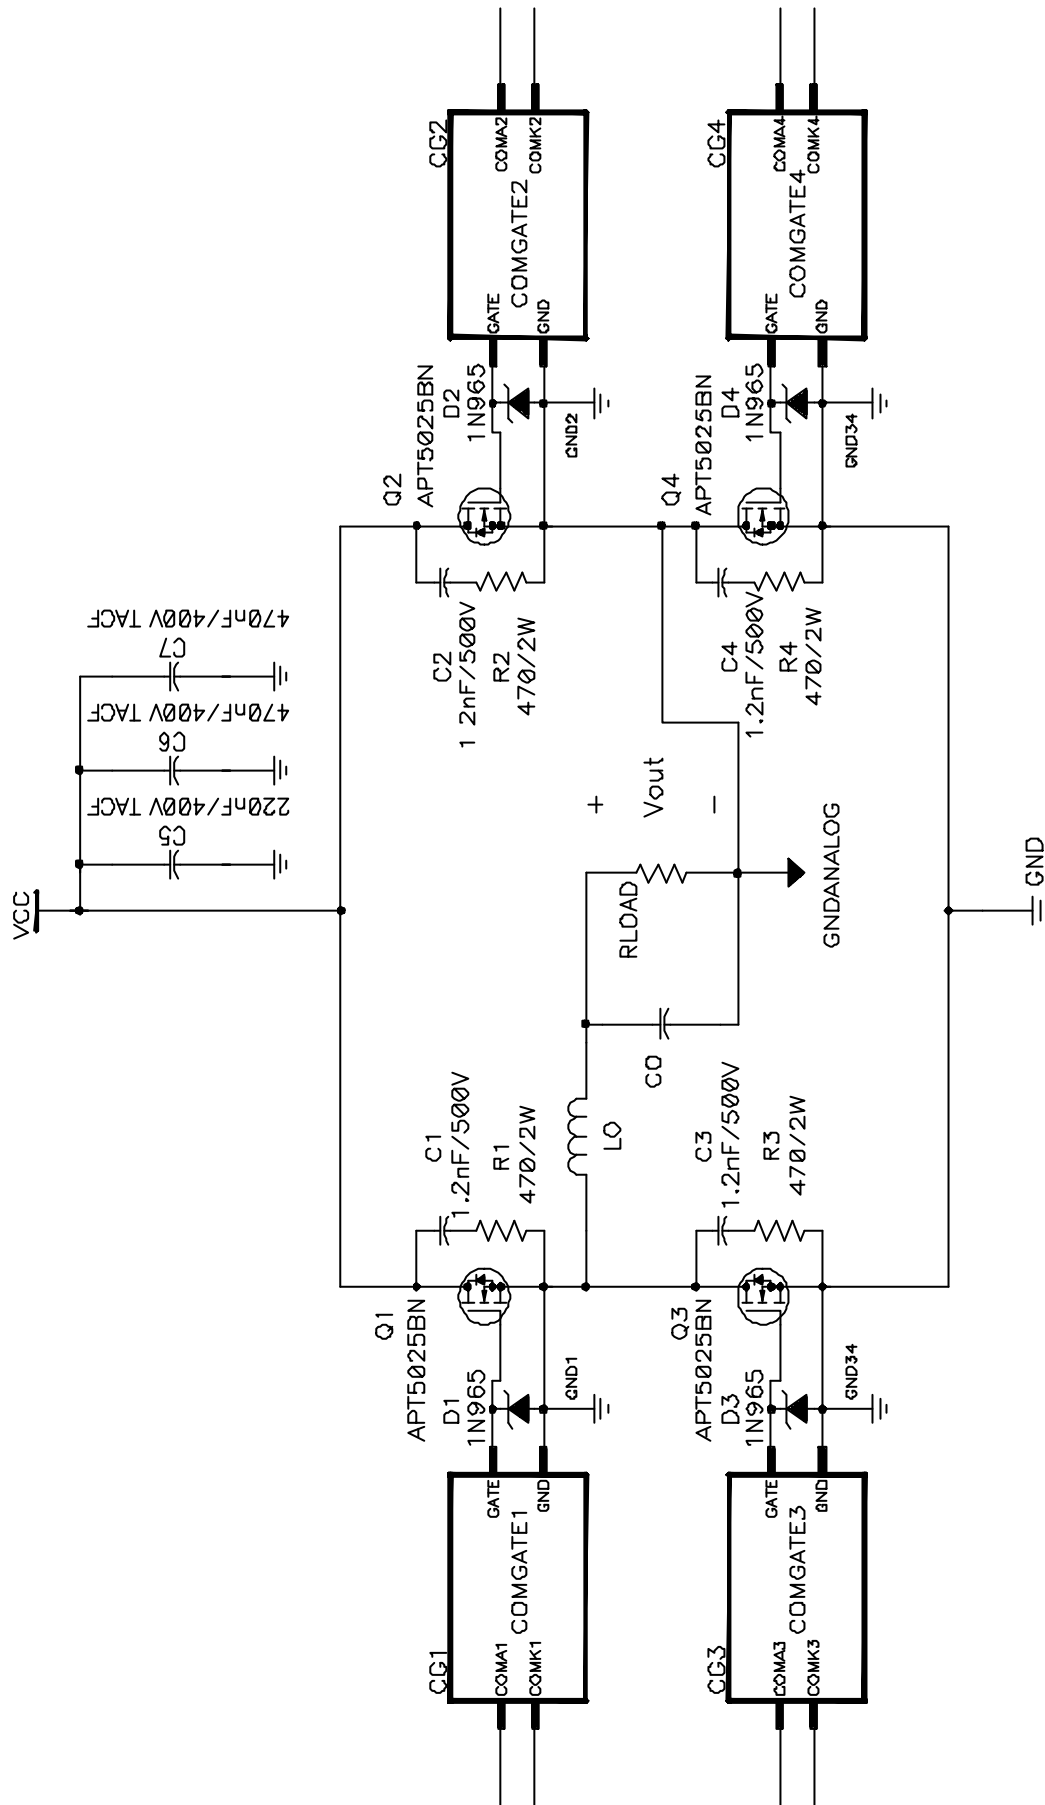 VCC
470nF/400V TACF
C7
470nF/400V TACF
C6
220nF/400V TACF
C5
CG1
COMGATE1
COMA1
COMK1
GATE
GND
D1
1N965
GND1
Q1
APT5025BN
C1
1.2nF/500V
R1
470/2W
CG2
COMGATE2
COMA2
COMK2
GATE
GND
D2
1N965
GND2
Q2
APT5025BN
C2
1 2nF/500V
R2
470/2W
LO
CO
RLOAD
+
Vout
-
GNDANALOG
CG3
COMGATE3
COMA3
COMK3
GATE
GND
D3
1N965
GND34
Q3
APT5025BN
C3
1.2nF/500V
R3
470/2W
CG4
COMGATE4
COMA4
COMK4
GATE
GND
D4
1N965
GND34
Q4
APT5025BN
C4
1.2nF/500V
R4
470/2W
GND